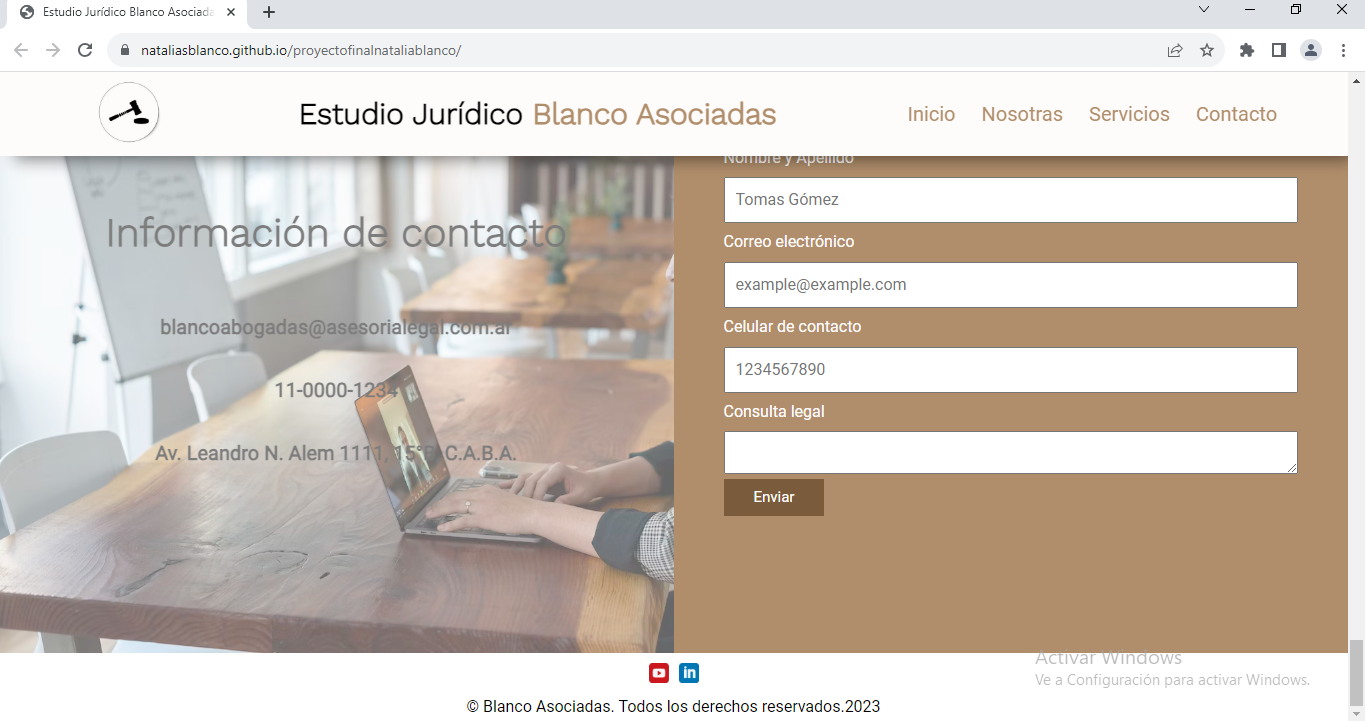 Estudio Jurídico Blanco Asociada
nataliasblanco.github.io/proyectofinalnataliablanco/
Estudio Jurídico Blanco Asociadas
Inicio
Nosotras
Servicios
Contacto
Información de contacto
blancoabogadas@asesorialegal.com.ar
11-0000-1234
Av. Leandro N. Alem 1111, 15°B, C.A.B.A.
Nombre y Apellido
Tomas Gómez
Correo electrónico
example@example.com
Celular de contacto
1234567890
Consulta legal
Enviar
in
© Blanco Asociadas. Todos los derechos reservados.2023
Activar Windows
Ve a Configuración para activar Windows.